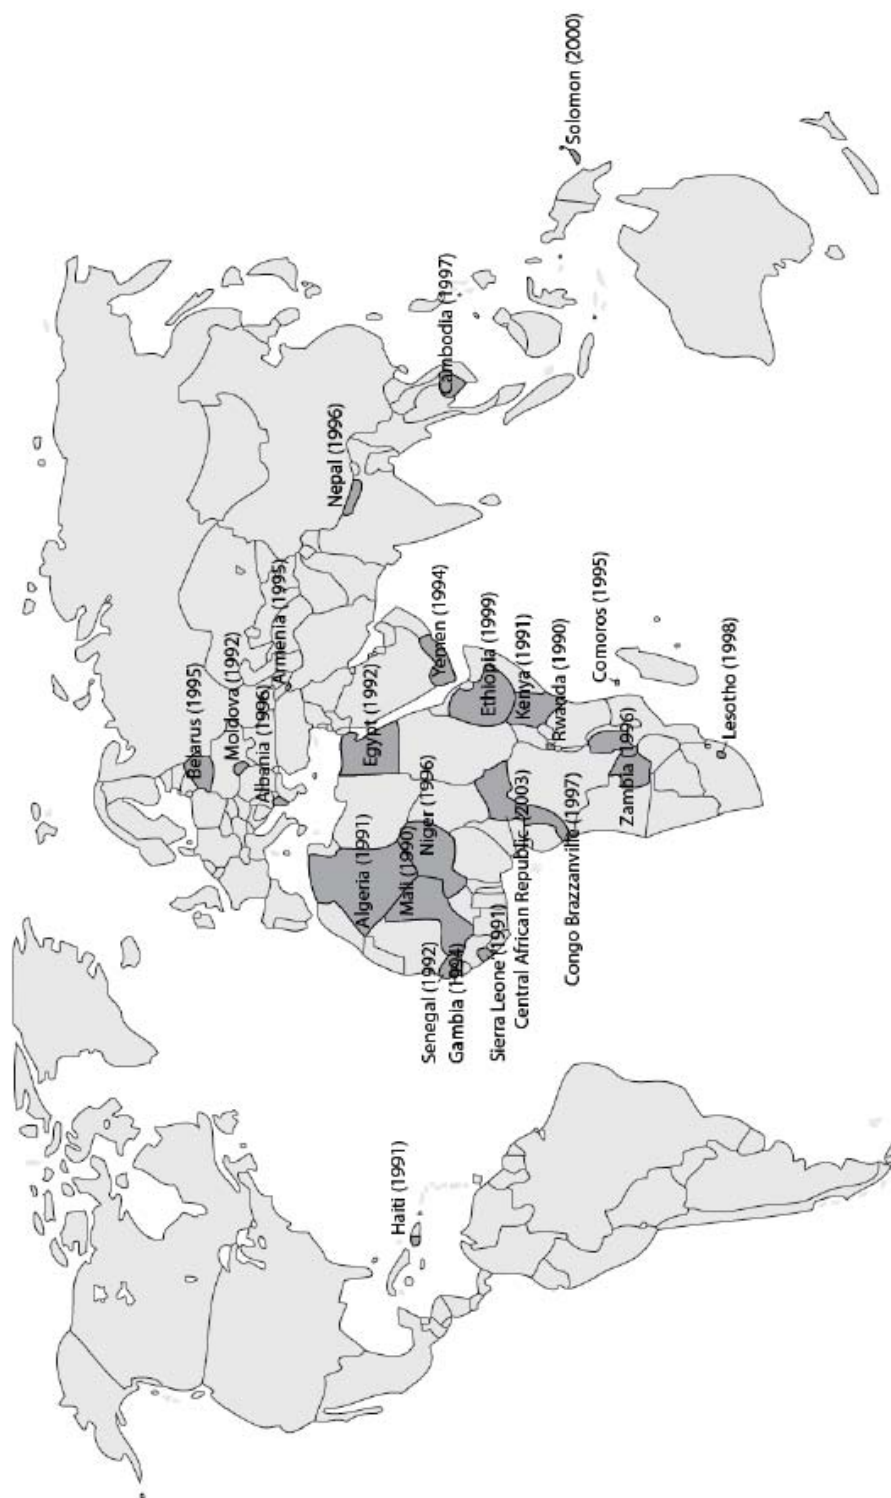 Haiti (1991)
Senegal (1992)
Gambla (1994)
Sierra Leone (1991)
Central African Republic (2003)
Congo Brazzanville (1997)
Algeria (1991)
Mali (1990)
Niger (1996)
Egypt (1992)
Belarus (1995)
Moldova (1992)
Albania (1996)
Armenia (1995)
Yemen (1994)
Ethiopia (1999)
Kenya (1991)
Rwanda (1990)
Comoros (1995)
Zambia (1996)
Lesotho (1998)
Nepal (1996)
Cambodia (1997)
Solomon (2000)